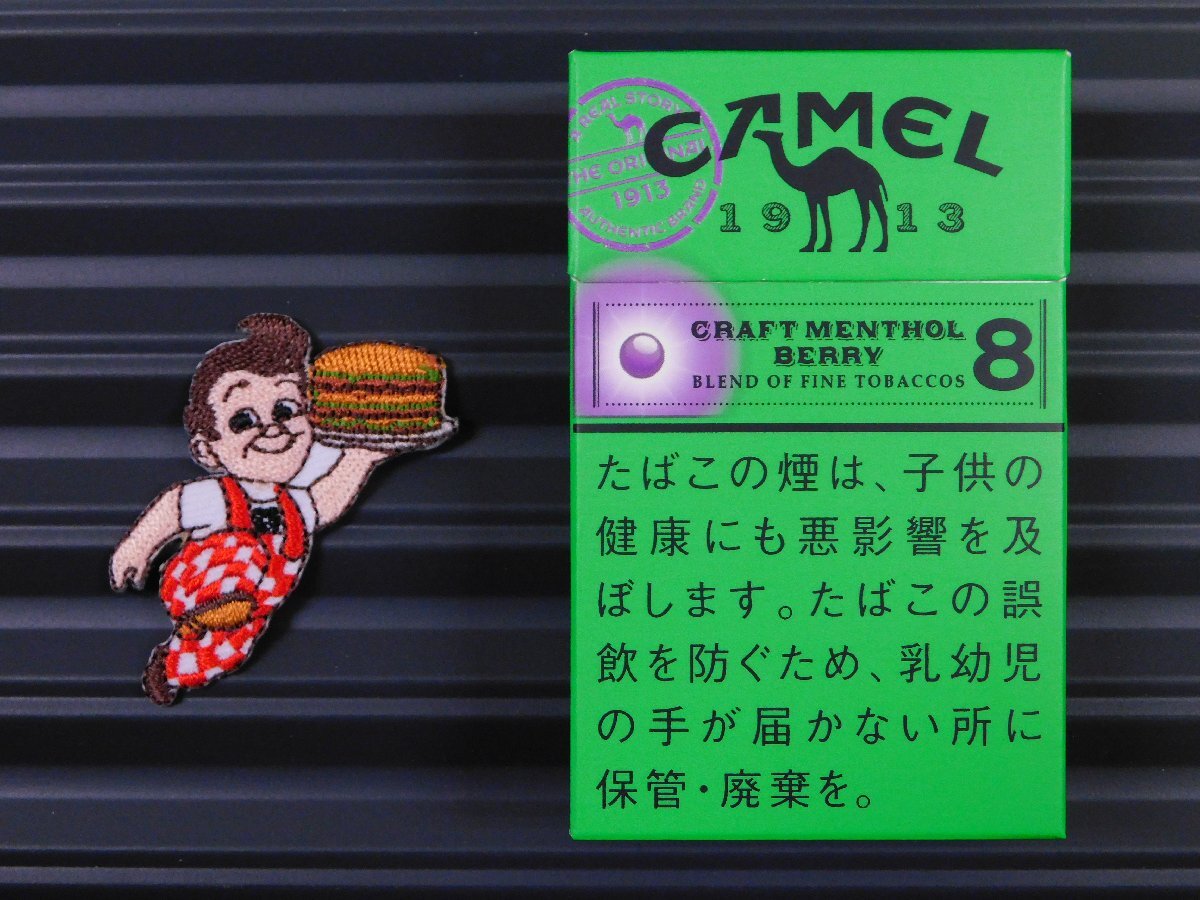 A REAL STORY
THE ORIGINAL
1913
AUTHENTIC BRAND
CAMEL
1913
CRAFT MENTHOL
BERRY
BLEND OF FINE TOBACCOS
8
たばこの煙は、子供の
健康にも悪影響を及
ぼします。たばこの誤
飲を防ぐため、乳幼児
の手が届かない所に
保管・廃棄を。